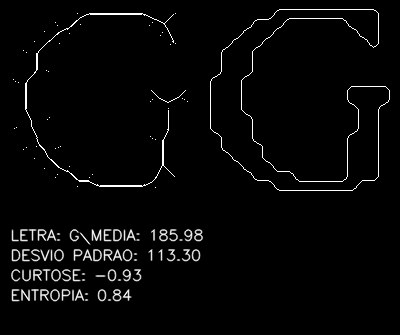 G G
LETRA: G\MEDIA: 185.98
DESVIO PADRAO: 113.30
CURTOSE: -0.93
ENTROPIA: 0.84